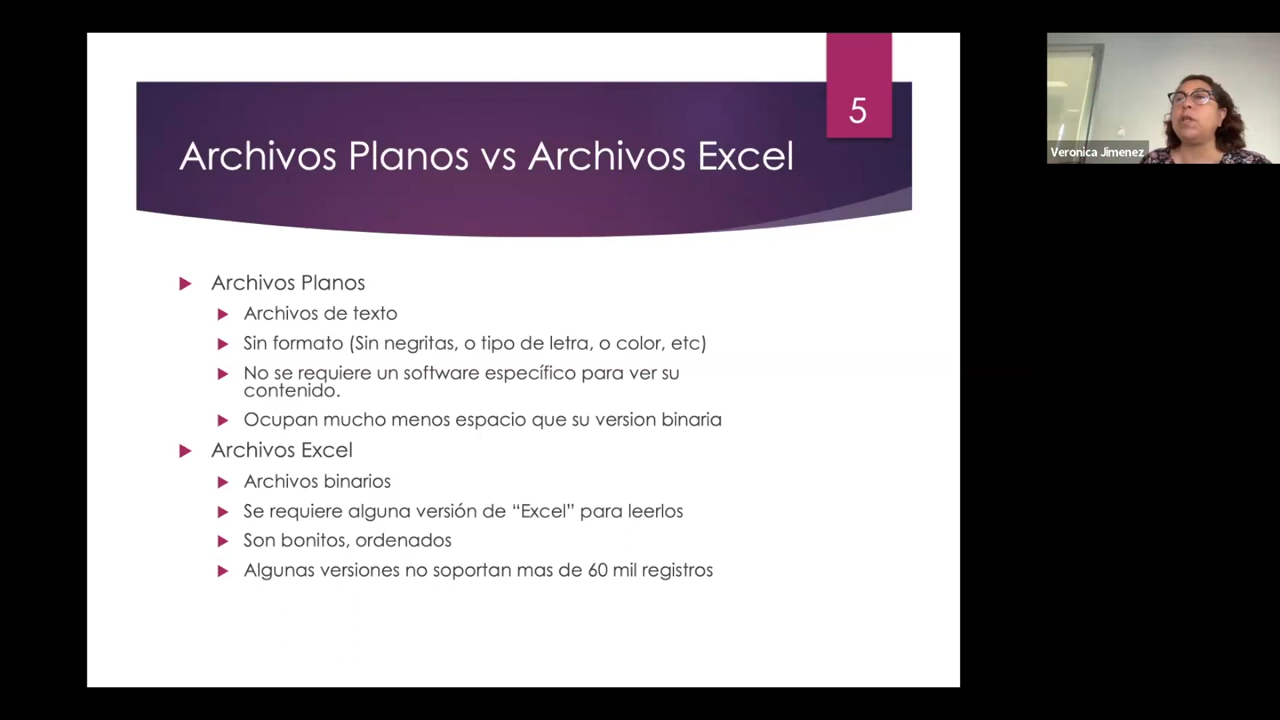 5
Archivos Planos vs Archivos Excel
Archivos Planos
Archivos de texto
Sin formato (Sin negritas, o tipo de letra, o color, etc)
No se requiere un software específico para ver su
contenido.
Ocupan mucho menos espacio que su version binaria
Archivos Excel
Archivos binarios
Se requiere alguna versión de “Excel” para leerlos
Son bonitos, ordenados
Algunas versiones no soportan mas de 60 mil registros
Veronica Jimenez